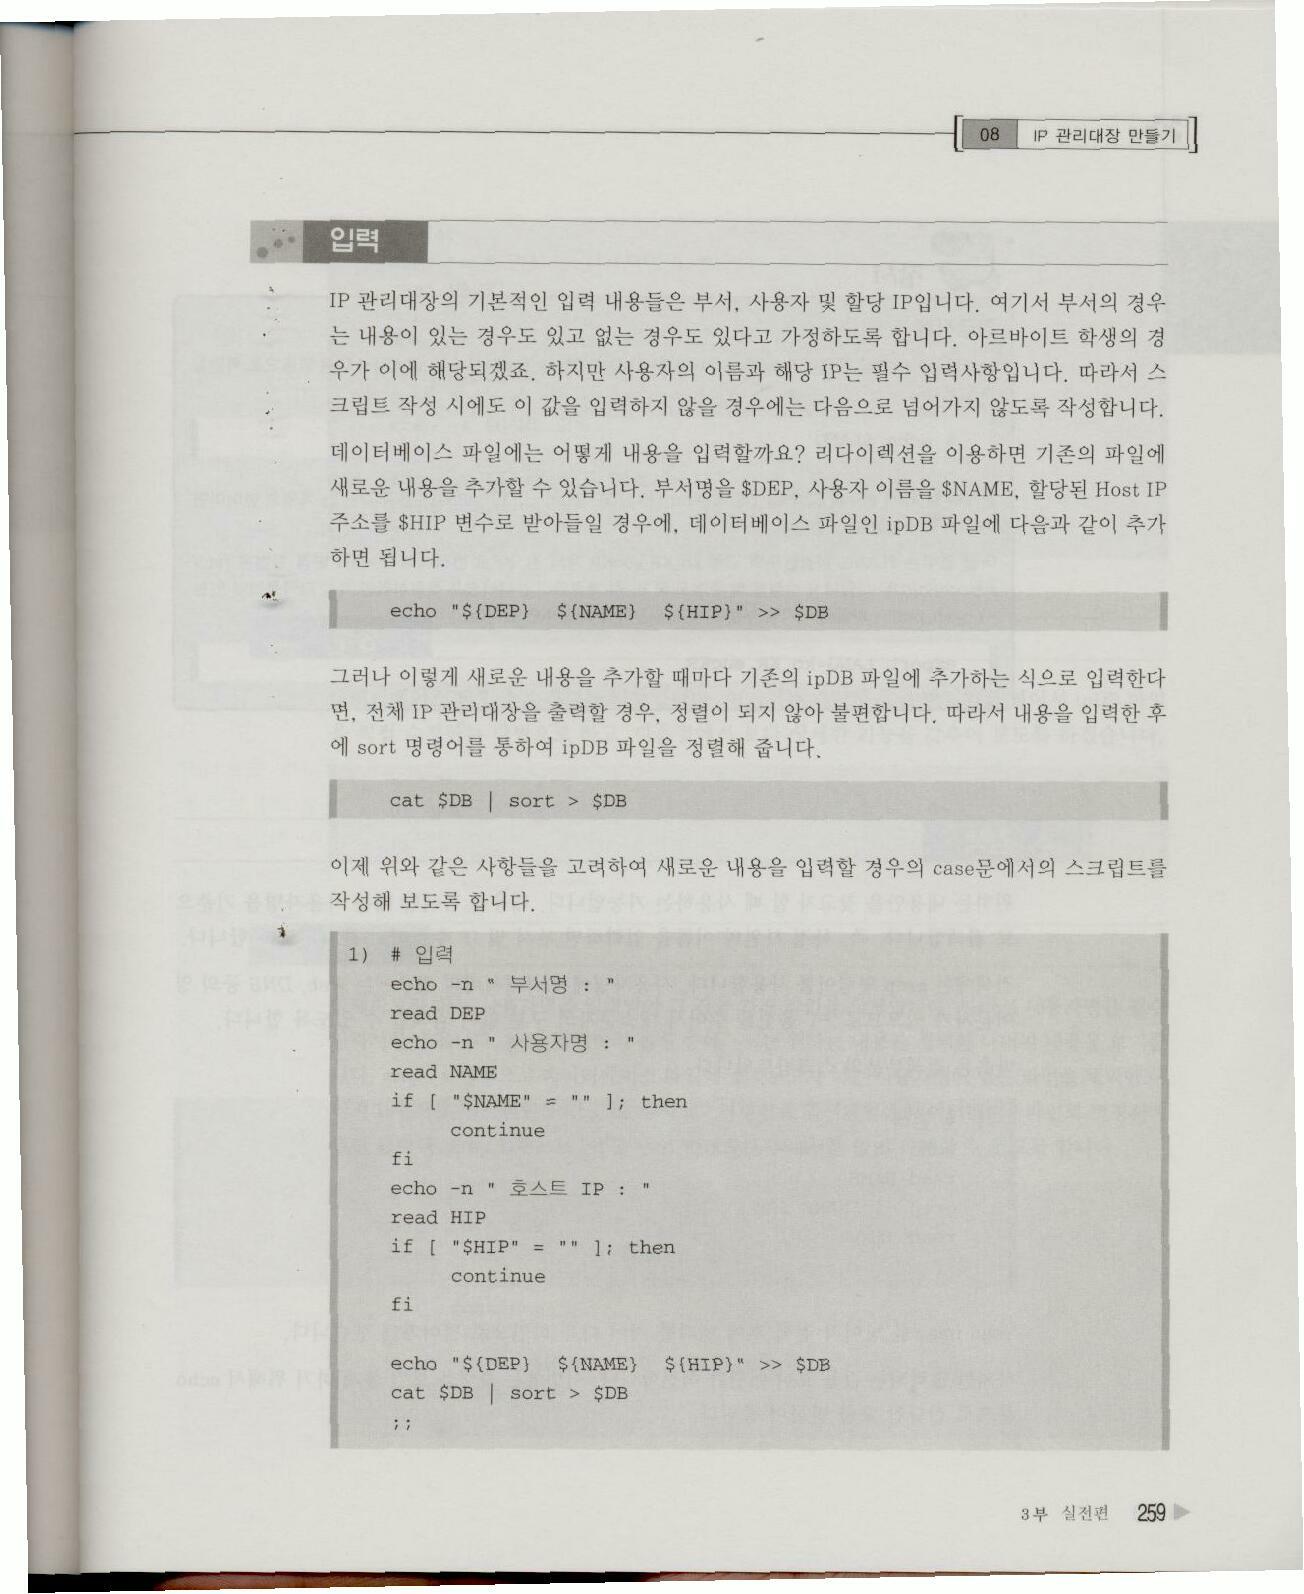 08 IP 관리대장 만들기
입력
IP 관리대장의 기본적인 입력 내용들은 부서, 사용자 및 할당 IP입니다. 여기서 부서의 경우
는 내용이 있는 경우도 있고 없는 경우도 있다고 가정하도록 합니다. 아르바이트 학생의 경
우가 이에 해당되겠죠. 하지만 사용자의 이름과 해당 IP는 필수 입력사항입니다. 따라서 스
크립트 작성 시에도 이 값을 입력하지 않을 경우에는 다음으로 넘어가지 않도록 작성합니다.
데이터베이스 파일에는 어떻게 내용을 입력할까요? 리다이렉션을 이용하면 기존의 파일에
새로운 내용을 추가할 수 있습니다. 부서명을 $DEP, 사용자 이름을 $NAME, 할당된 Host IP
주소를 $HIP 변수로 받아들일 경우에, 데이터베이스 파일인 ipDB 파일에 다음과 같이 추가
하면 됩니다.
echo "${DEP}  ${NAME}  ${HIP}" >> $DB
그러나 이렇게 새로운 내용을 추가할 때마다 기존의 ipDB 파일에 추가하는 식으로 입력한다
면, 전체 IP 관리대장을 출력할 경우, 정렬이 되지 않아 불편합니다. 따라서 내용을 입력한 후
에 sort 명령어를 통하여 ipDB 파일을 정렬해 줍니다.
cat $DB | sort > $DB
이제 위와 같은 사항들을 고려하여 새로운 내용을 입력할 경우의 case문에서의 스크립트를
작성해 보도록 합니다.
1) # 입력
echo -n " 부서명 : "
read DEP
echo -n " 사용자명 : "
read NAME
if [ "$NAME" = "" ]; then
continue
fi
echo -n " 호스트 IP : "
read HIP
if [ "$HIP" = "" ]; then
continue
fi
echo "${DEP}  ${NAME}  ${HIP}" >> $DB
cat $DB | sort > $DB
;;
3부 실전편 259